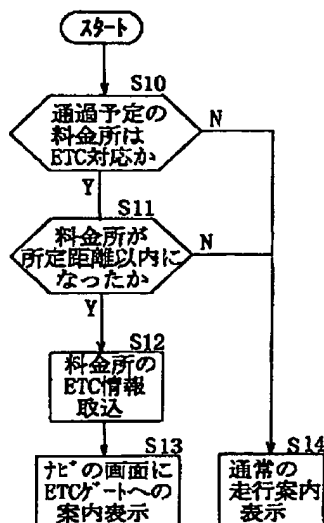 スタート
S10
通過予定の
料金所は
ETC対応か
N
Y
S11
料金所が
所定距離以内に
なったか
N
Y
S12
料金所の
ETC情報
取込
S13
ナビの画面に
ETCゲートへの
案内表示
S14
通常の
走行案内
表示